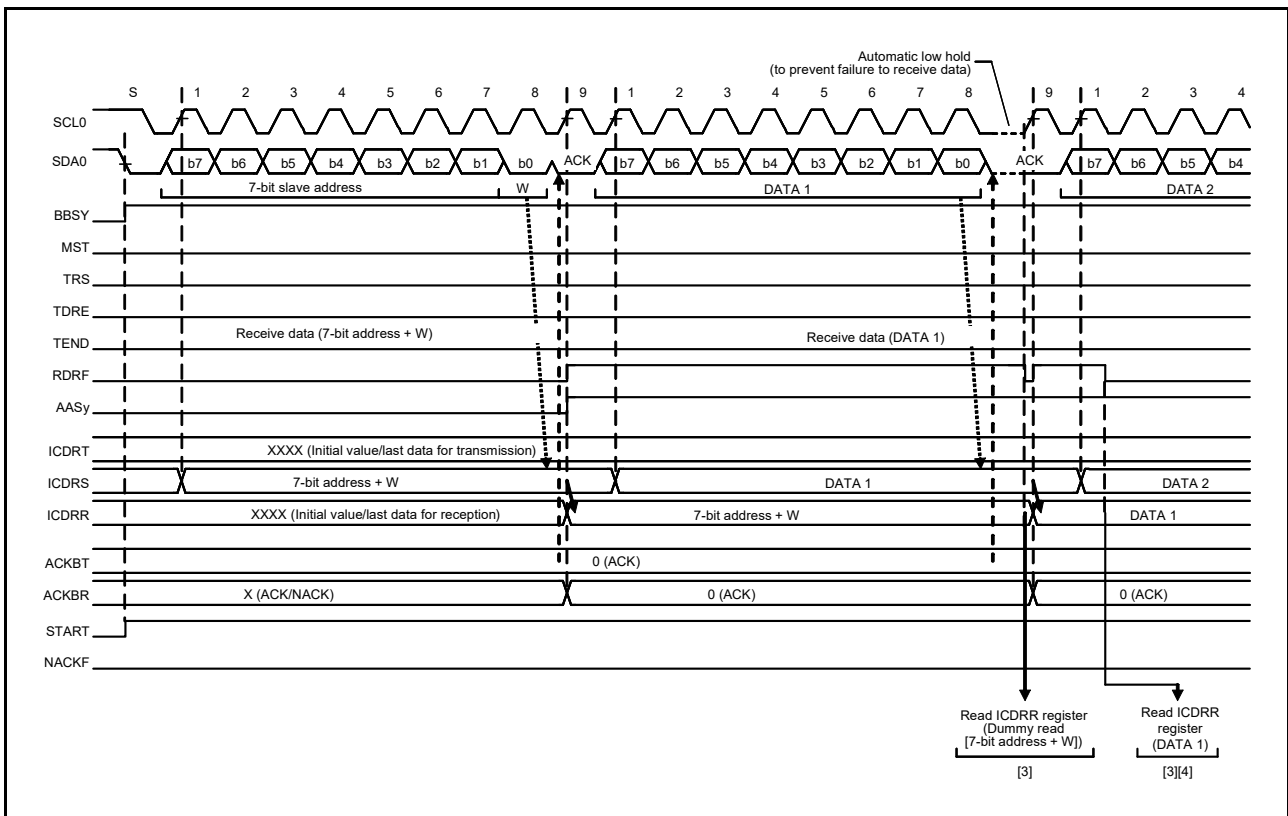 Automatic low hold
(to prevent failure to receive data)
S 1 2 3 4 5 6 7 8 9 1 2 3 4 5 6 7 8 9 1 2 3 4
SCL0
SDA0 b7 b6 b5 b4 b3 b2 b1 b0 ACK b7 b6 b5 b4 b3 b2 b1 b0 ACK b7 b6 b5 b4
7-bit slave address W DATA 1 DATA 2
BBSY
MST
TRS
TDRE
Receive data (7-bit address + W) Receive data (DATA 1)
TEND
RDRF
AASy
ICDRT XXXX (Initial value/last data for transmission)
ICDRS 7-bit address + W DATA 1 DATA 2
ICDRR XXXX (Initial value/last data for reception) 7-bit address + W DATA 1
ACKBT 0 (ACK)
ACKBR X (ACK/NACK) 0 (ACK) 0 (ACK)
START
NACKF
Read ICDRR register
(Dummy read
[7-bit address + W])
[3]
Read ICDRR
register
(DATA 1)
[3][4]